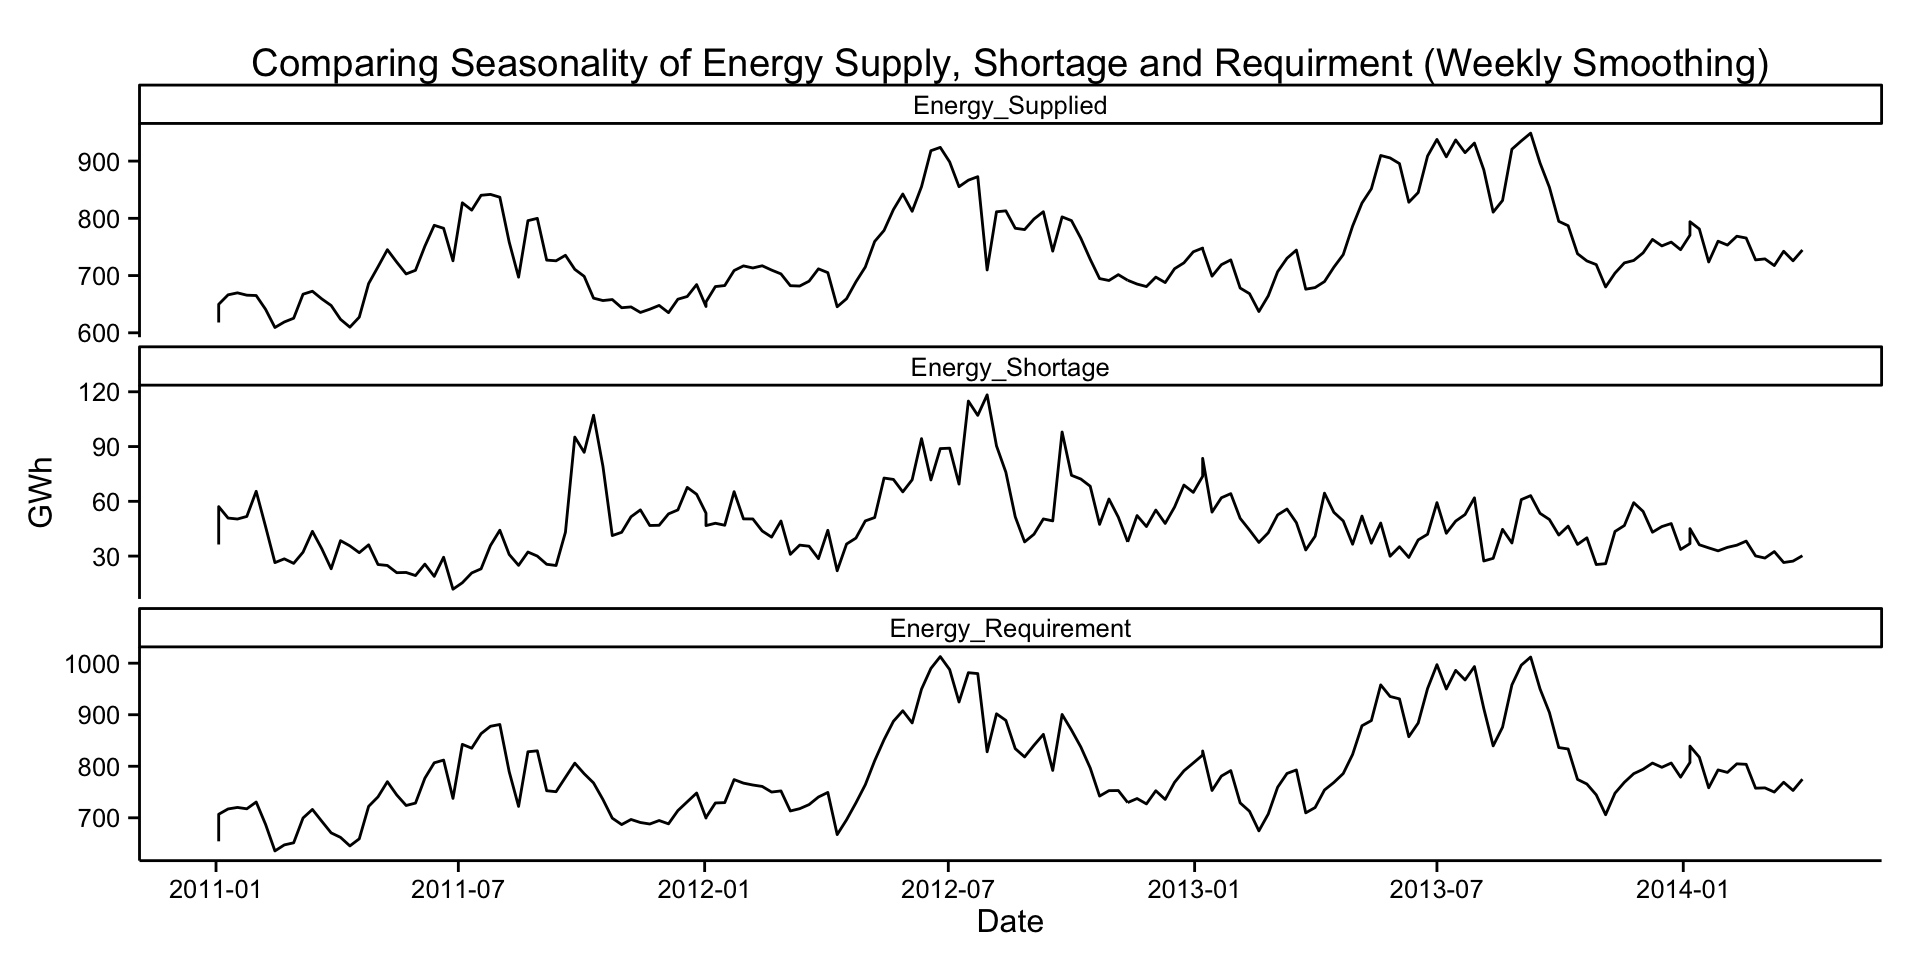 Comparing Seasonality of Energy Supply, Shortage and Requirment (Weekly Smoothing)
Energy_Supplied
900
800
700
600
Energy_Shortage
120
90
60
30
GWh
Energy_Requirement
1000
900
800
700
2011-01 2011-07 2012-01 2012-07 2013-01 2013-07 2014-01
Date